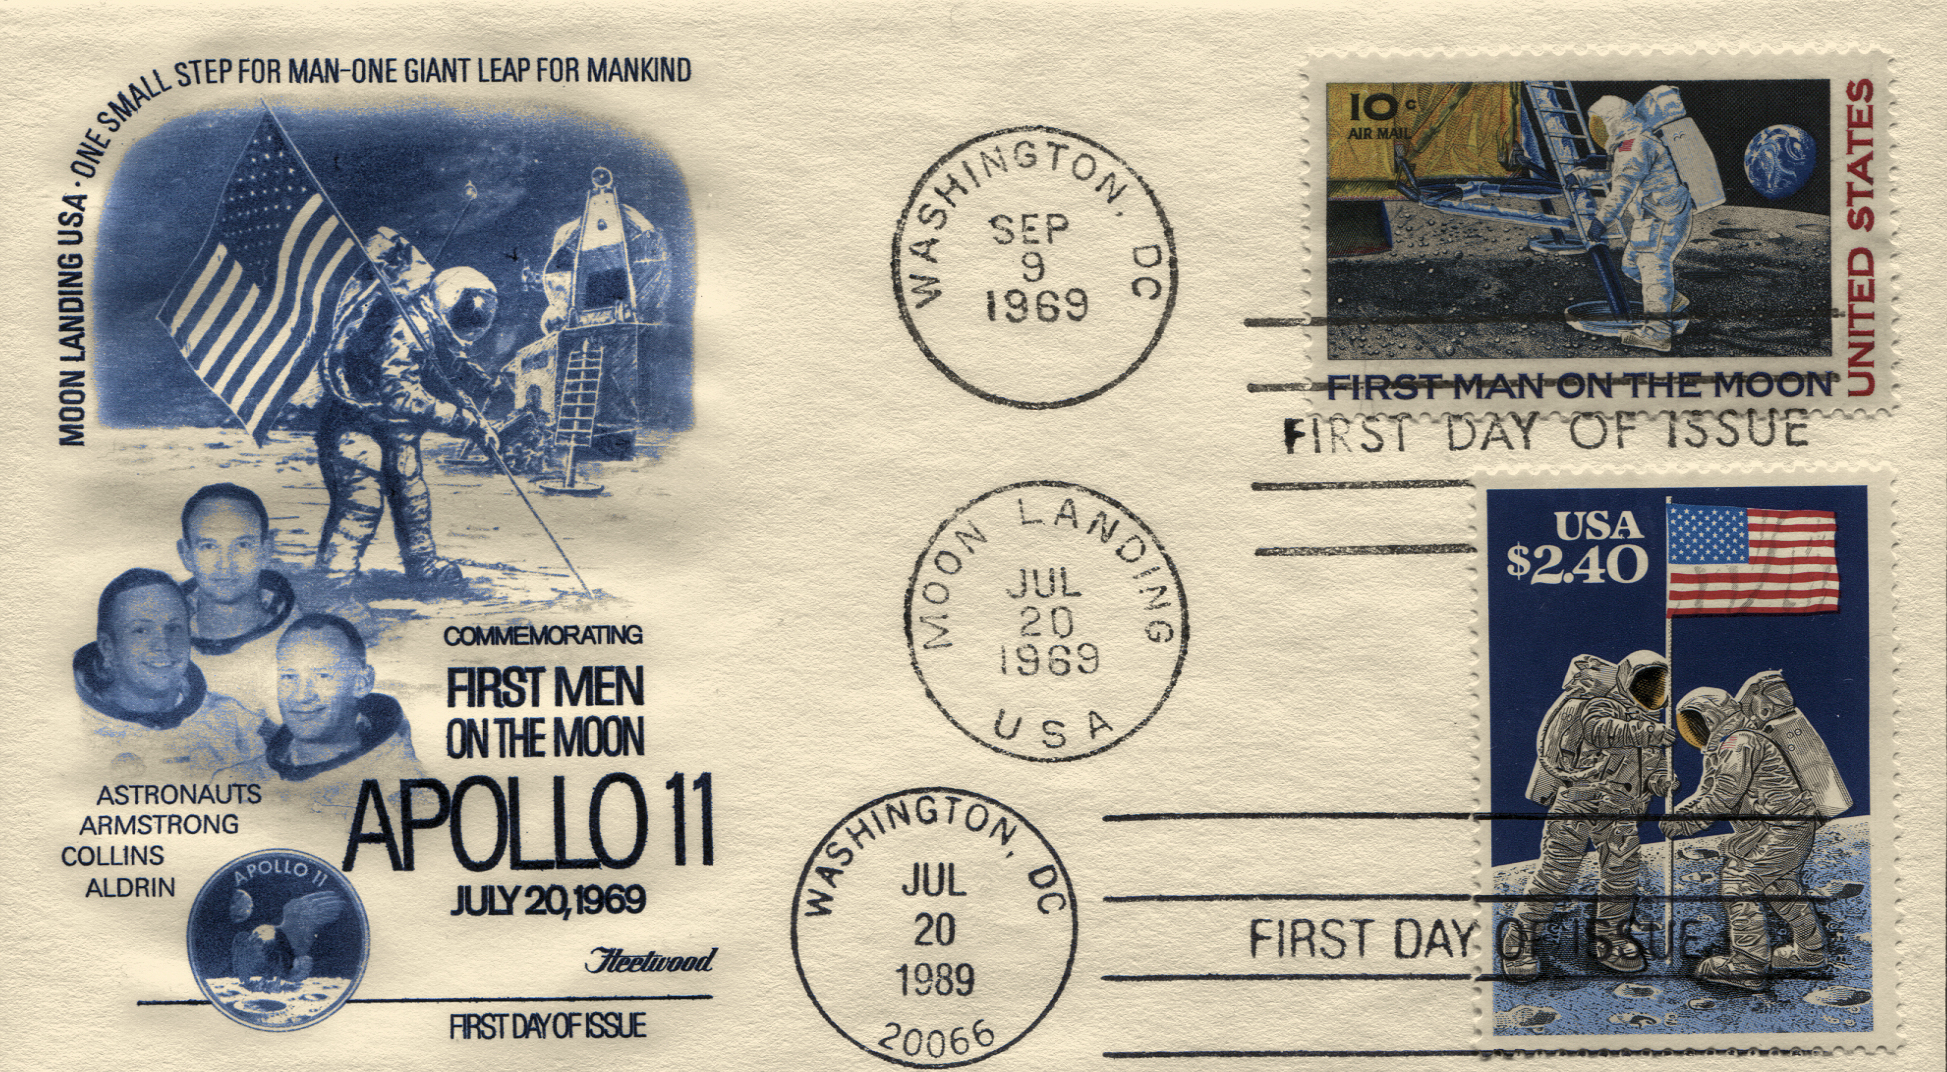 MOON LANDING USA · ONE SMALL STEP FOR MAN–ONE GIANT LEAP FOR MANKIND
COMMEMORATING
FIRST MEN
ON THE MOON
APOLLO 11
JULY 20, 1969
ASTRONAUTS
ARMSTRONG
COLLINS
ALDRIN
APOLLO 11
Fleetwood
FIRST DAY OF ISSUE
WASHINGTON, DC
SEP
9
1969
MOON LANDING
JUL
20
1969
USA
WASHINGTON, DC
JUL
20
1989
20066
10c
AIR MAIL
UNITED STATES
FIRST MAN ON THE MOON
FIRST DAY OF ISSUE
USA
$2.40
FIRST DAY OF ISSUE